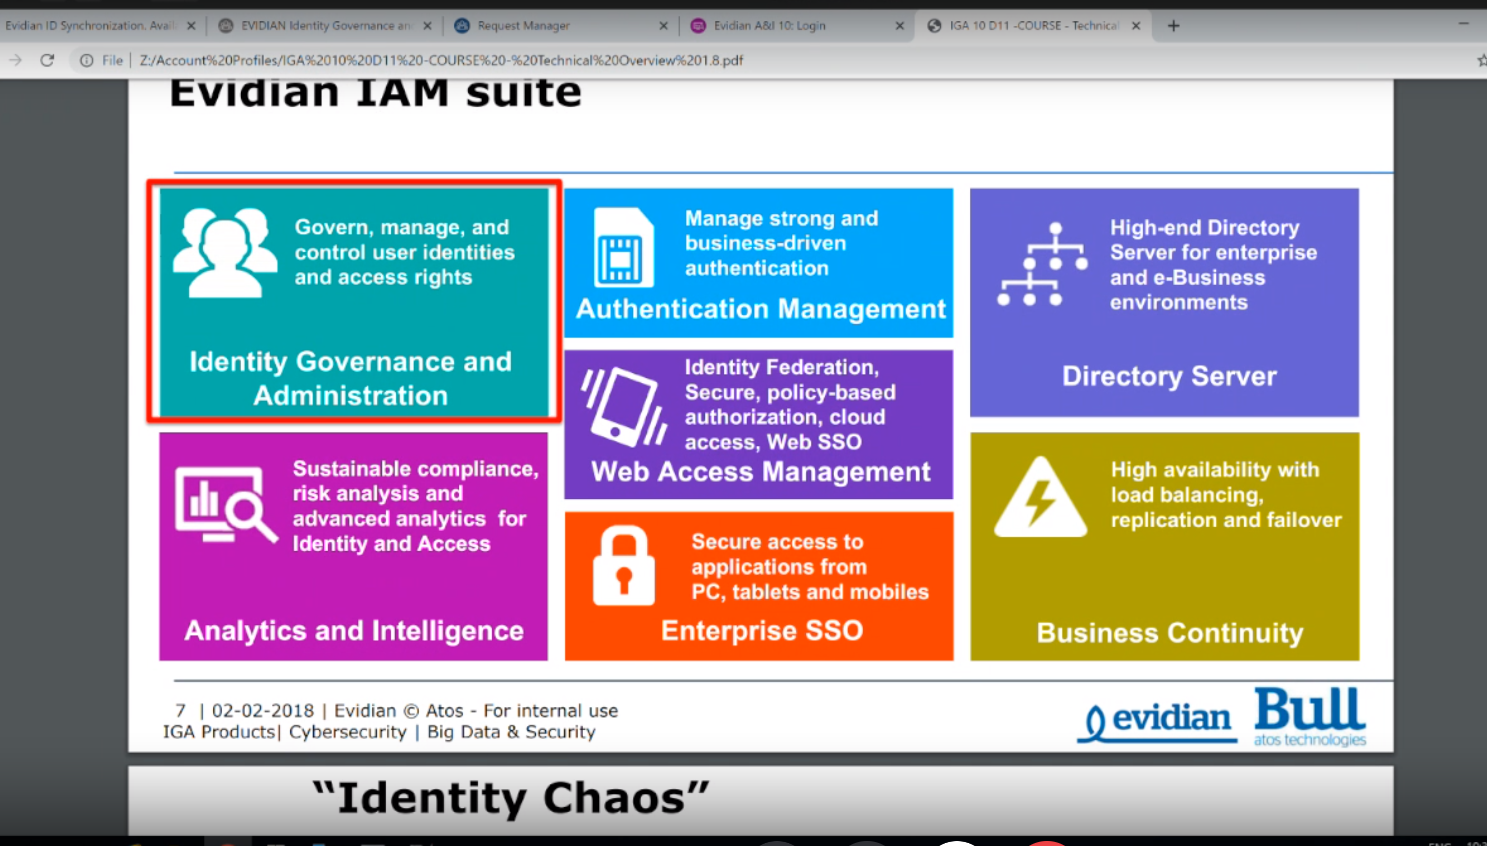 Evidian ID Synchronization. Avail
EVIDIAN Identity Governance an
Request Manager
Evidian A&I 10: Login
IGA 10 D11 -COURSE - Technical
File
Z:/Account%20Profiles/IGA%2010%20D11%20-COURSE%20-%20Technical%20Overview%201.8.pdf
Evidian IAM suite
Govern, manage, and
control user identities
and access rights
Identity Governance and
Administration
Manage strong and
business-driven
authentication
Authentication Management
High-end Directory
Server for enterprise
and e-Business
environments
Directory Server
Identity Federation,
Secure, policy-based
authorization, cloud
access, Web SSO
Web Access Management
Sustainable compliance,
risk analysis and
advanced analytics for
Identity and Access
Analytics and Intelligence
Secure access to
applications from
PC, tablets and mobiles
Enterprise SSO
High availability with
load balancing,
replication and failover
Business Continuity
7 | 02-02-2018 | Evidian © Atos - For internal use
IGA Products| Cybersecurity | Big Data & Security
evidian
Bull
atos technologies
“Identity Chaos”